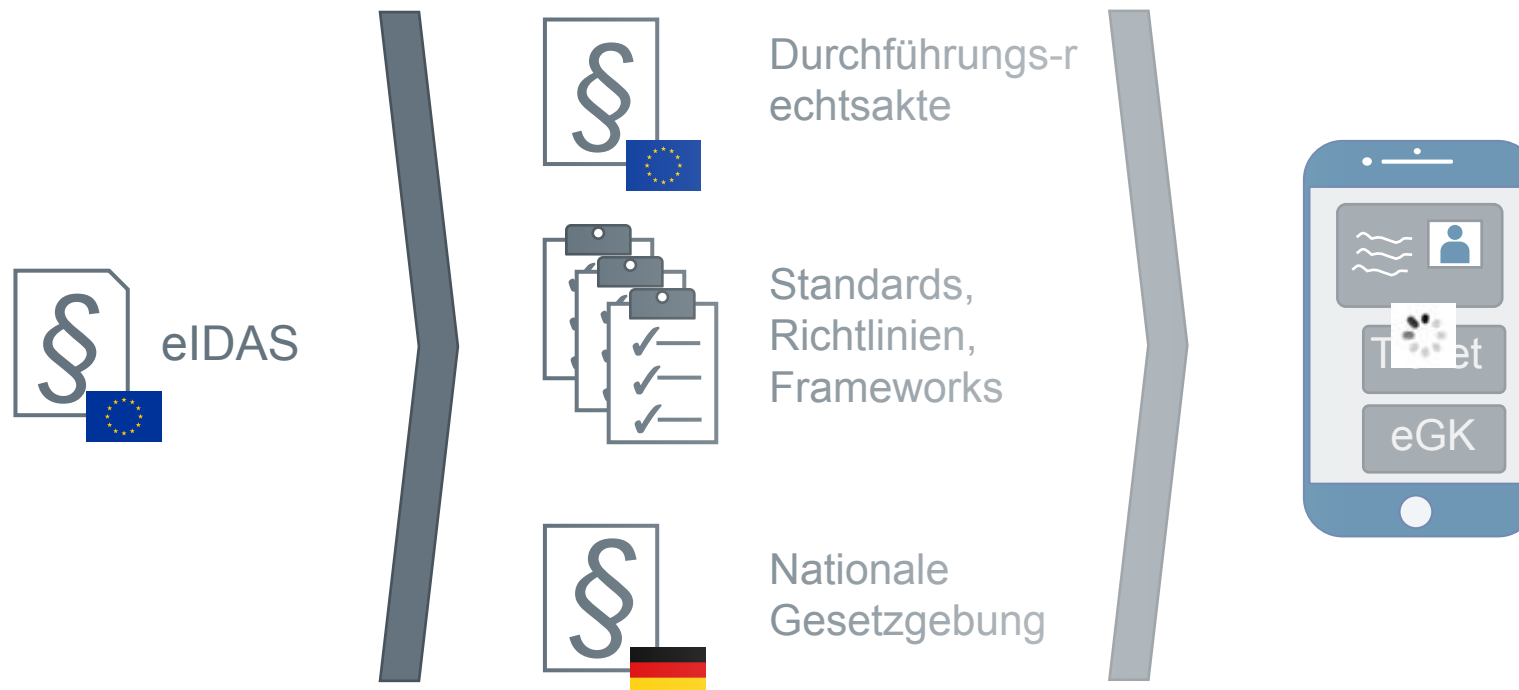 §
eIDAS
§
Durchführungs-r
echtsakte
Standards,
Richtlinien,
Frameworks
§
Nationale
Gesetzgebung
eGK